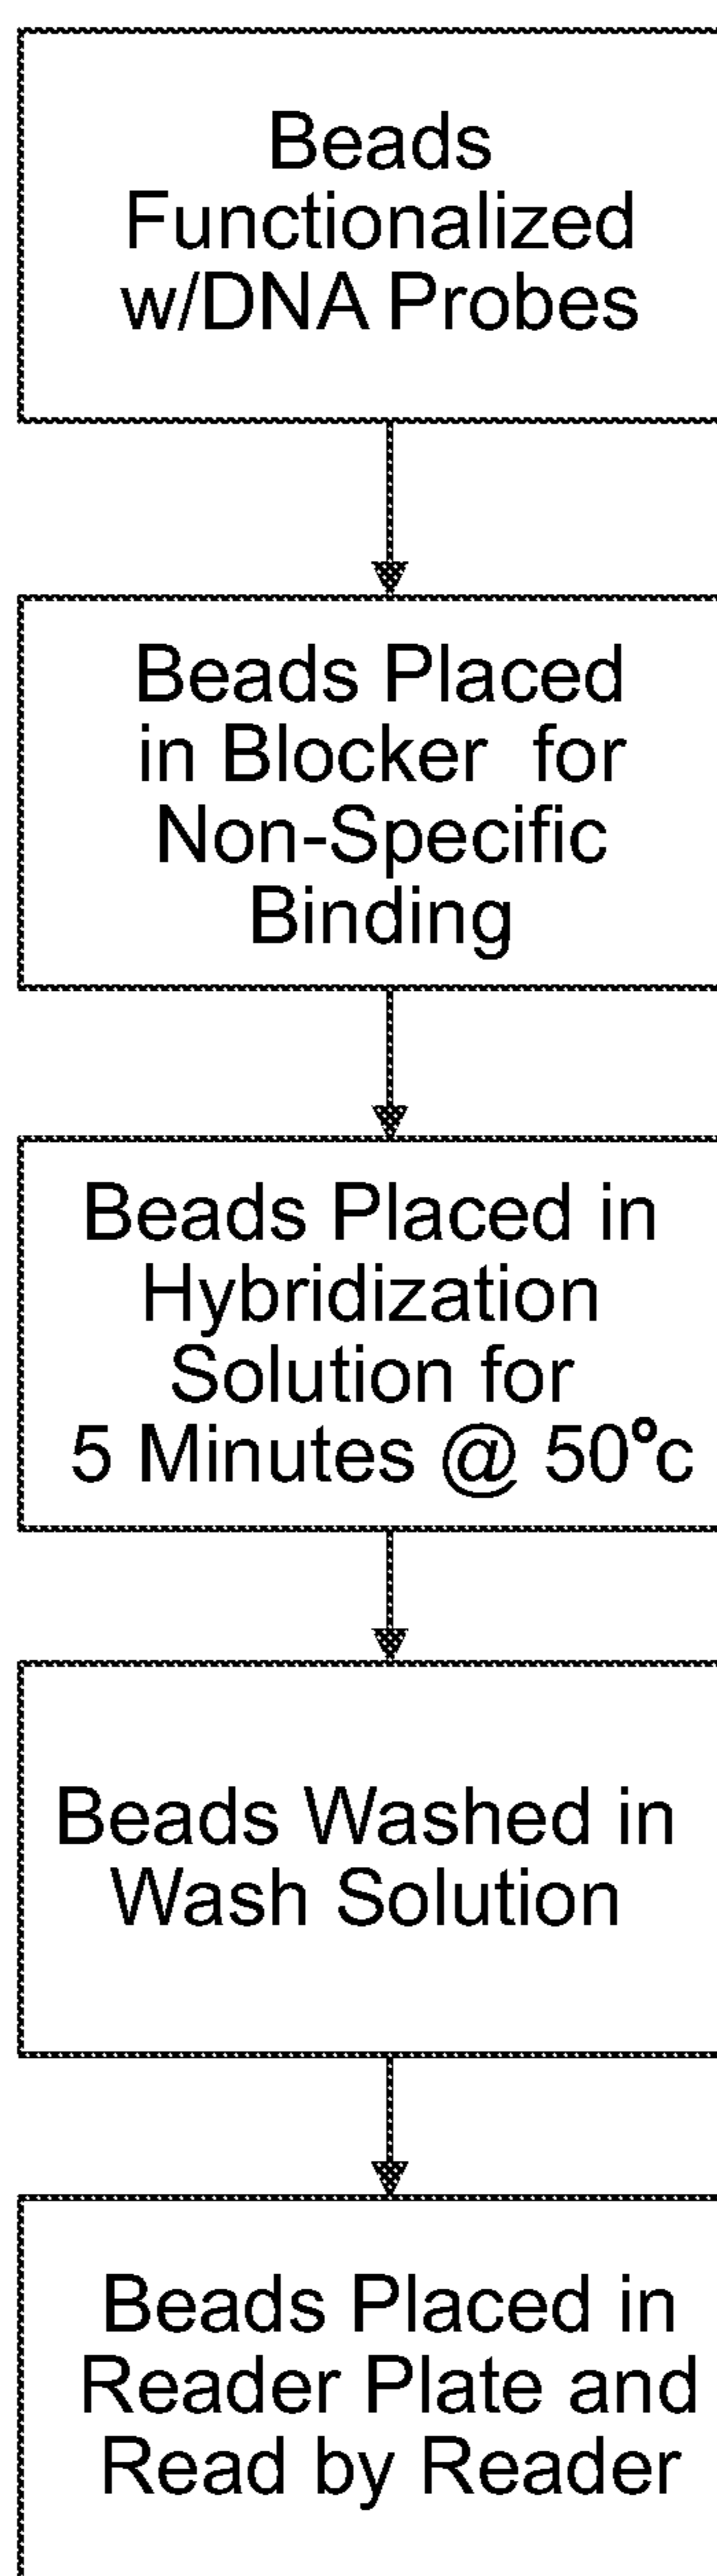 Beads
Functionalized
w/DNA Probes
Beads Placed
in Blocker for
Non-Specific
Binding
Beads Placed in
Hybridization
Solution for
5 Minutes @ 50°c
Beads Washed in
Wash Solution
Beads Placed in
Reader Plate and
Read by Reader